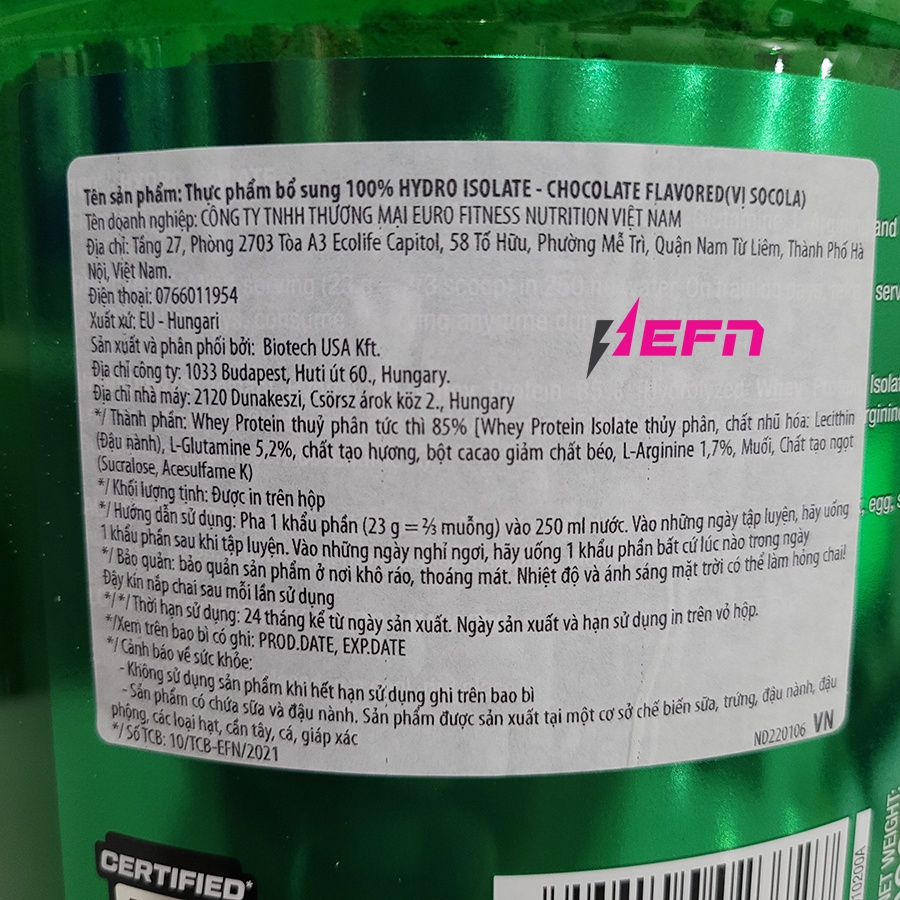 Tên sản phẩm: Thực phẩm bổ sung 100% HYDRO ISOLATE - CHOCOLATE FLAVORED(VỊ SOCOLA)
Tên doanh nghiệp: CÔNG TY TNHH THƯƠNG MẠI EURO FITNESS NUTRITION VIỆT NAM
Địa chỉ: Tầng 27, Phòng 2703 Tòa A3 Ecolife Capitol, 58 Tố Hữu, Phường Mễ Trì, Quận Nam Từ Liêm, Thành Phố Hà
Nội, Việt Nam.
Điện thoại: 0766011954
Xuất xứ: EU - Hungari
Sản xuất và phân phối bởi: Biotech USA Kft.
Địa chỉ công ty: 1033 Budapest, Huti út 60., Hungary.
Địa chỉ nhà máy: 2120 Dunakeszi, Csörsz árok köz 2., Hungary
*/ Thành phần: Whey Protein thuỷ phân tức thì 85% [Whey Protein Isolate thủy phân, chất nhũ hóa: Lecithin
(Đậu nành), L-Glutamine 5,2%, chất tạo hương, bột cacao giảm chất béo, L-Arginine 1,7%, Muối, Chất tạo ngọt
(Sucralose, Acesulfame K)
*/ Khối lượng tịnh: Được in trên hộp
*/ Hướng dẫn sử dụng: Pha 1 khẩu phần (23 g = ⅔ muỗng) vào 250 ml nước. Vào những ngày tập luyện, hãy uống
1 khẩu phần sau khi tập luyện. Vào những ngày nghỉ ngơi, hãy uống 1 khẩu phần bất cứ lúc nào trong ngày
*/ Bảo quản: bảo quản sản phẩm ở nơi khô ráo, thoáng mát. Nhiệt độ và ánh sáng mặt trời có thể làm hỏng chai!
Đậy kín nắp chai sau mỗi lần sử dụng
*/*/ Thời hạn sử dụng: 24 tháng kể từ ngày sản xuất. Ngày sản xuất và hạn sử dụng in trên vỏ hộp.
*/Xem trên bao bì có ghi: PROD.DATE, EXP.DATE
*/ Cảnh báo về sức khỏe:
- Không sử dụng sản phẩm khi hết hạn sử dụng ghi trên bao bì
- Sản phẩm có chứa sữa và đậu nành. Sản phẩm được sản xuất tại một cơ sở chế biến sữa, trứng, đậu nành, đậu
phộng, các loại hạt, cần tây, cá, giáp xác
*/ Số TCB: 10/TCB-EFN/2021
ND220106 VN
EFN
and
serv
Isola
egg,
CERTIFIED*
10200A
NET WEIGHT: